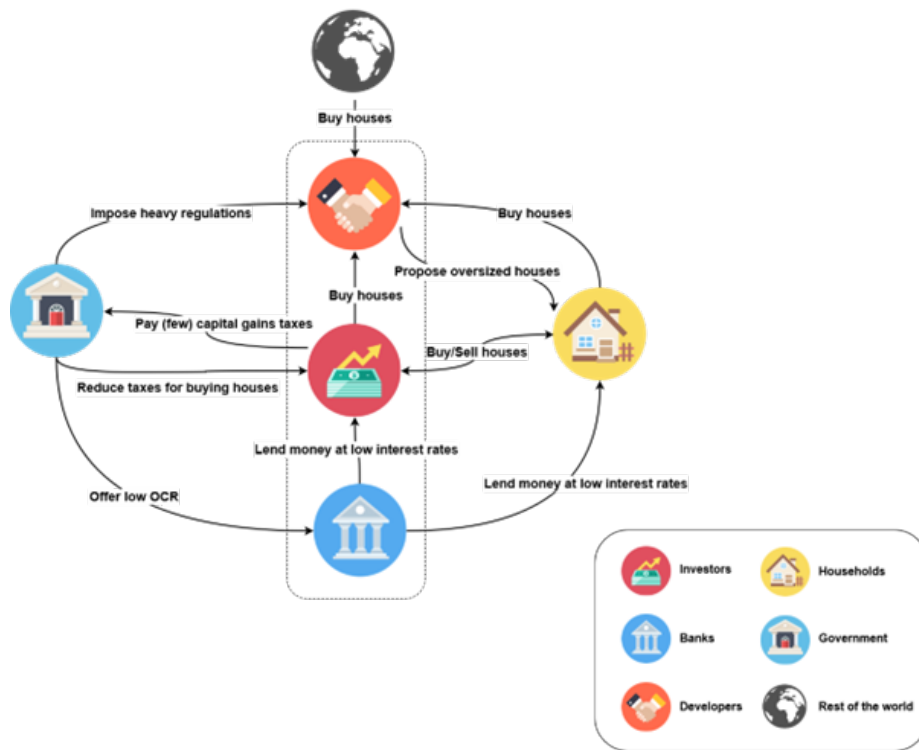 Buy houses
Impose heavy regulations
Buy houses
Propose oversized houses
Buy houses
Pay (few) capital gains taxes
Buy/Sell houses
Reduce taxes for buying houses
Lend money at low interest rates
Lend money at low interest rates
Offer low OCR
Investors
Households
Banks
Government
Developers
Rest of the world